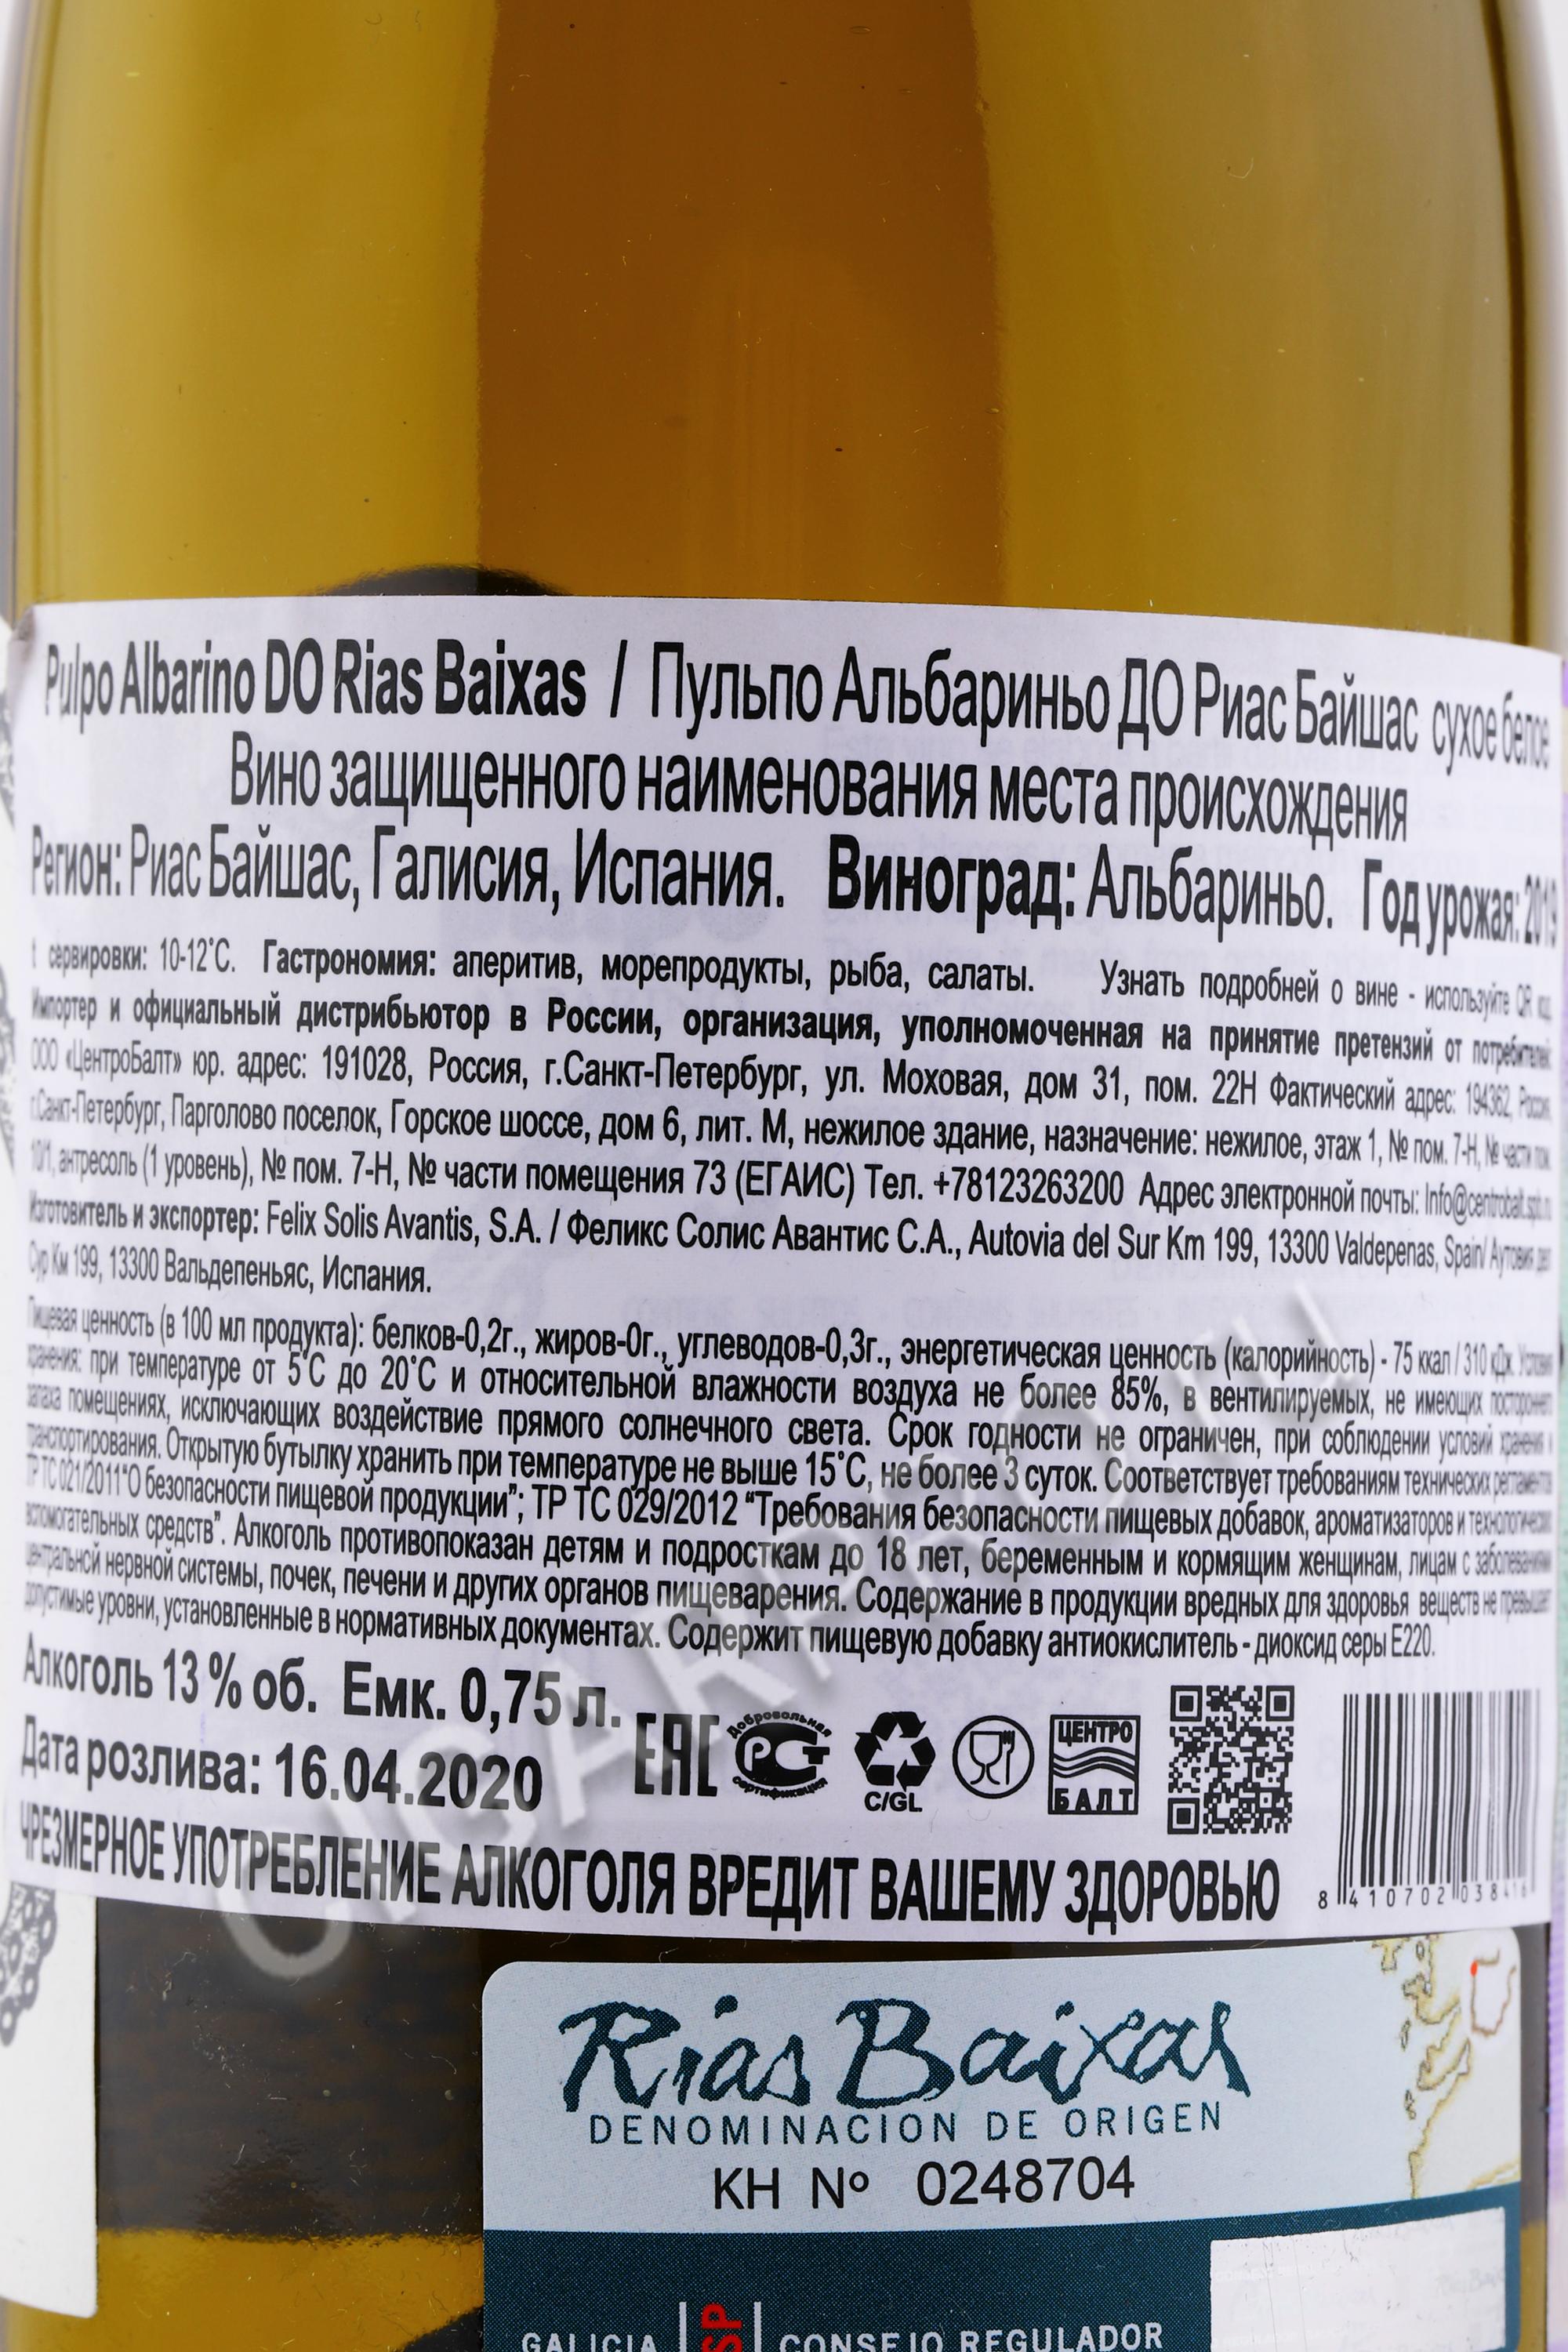 Pulpo Albarino DO Rias Baixas / Пульпо Альбариньо ДО Риас Байшас сухое белое
Вино защищенного наименования места происхождения
Регион: Риас Байшас, Галисия, Испания. Виноград: Альбариньо. Год урожая: 2019
t сервировки: 10-12°С. Гастрономия: аперитив, морепродукты, рыба, салаты. Узнать подробней о вине - используйте QR код.
Импортер и официальный дистрибьютор в России, организация, уполномоченная на принятие претензий от потребителей:
ООО «ЦентроБалт» юр. адрес: 191028, Россия, г.Санкт-Петербург, ул. Моховая, дом 31, пом. 22Н Фактический адрес: 194362, Россия,
г.Санкт-Петербург, Парголово поселок, Горское шоссе, дом 6, лит. М, нежилое здание, назначение: нежилое, этаж 1, № пом. 7-Н, № части пом.
10/1, антресоль (1 уровень), № пом. 7-Н, № части помещения 73 (ЕГАИС) Тел. +78123263200 Адрес электронной почты: Info@centrobalt.spb.ru
Изготовитель и экспортер: Felix Solis Avantis, S.A. / Феликс Солис Авантис С.А., Autovia del Sur Km 199, 13300 Valdepenas, Spain/ Аутовия дел
Сур Км 199, 13300 Вальдепеньяс, Испания.
Пищевая ценность (в 100 мл продукта): белков-0,2г., жиров-0г., углеводов-0,3г., энергетическая ценность (калорийность) - 75 ккал / 310 кДж. Условия
хранения: при температуре от 5°С до 20°С и относительной влажности воздуха не более 85%, в вентилируемых, не имеющих постороннего
запаха помещениях, исключающих воздействие прямого солнечного света. Срок годности не ограничен, при соблюдении условий хранения и
транспортирования. Открытую бутылку хранить при температуре не выше 15°С, не более 3 суток. Соответствует требованиям технических регламентов
ТР ТС 021/2011"О безопасности пищевой продукции"; ТР ТС 029/2012 "Требования безопасности пищевых добавок, ароматизаторов и технологических
вспомогательных средств". Алкоголь противопоказан детям и подросткам до 18 лет, беременным и кормящим женщинам, лицам с заболеваниями
центральной нервной системы, почек, печени и других органов пищеварения. Содержание в продукции вредных для здоровья веществ не превышает
допустимые уровни, установленные в нормативных документах. Содержит пищевую добавку антиокислитель - диоксид серы Е220.
Алкоголь 13 % об. Емк. 0,75 л.
Дата розлива: 16.04.2020
ЕАС
Добровольная
РСТ
сертификация
C/GL
ЦЕНТРО
БАЛТ
ЧРЕЗМЕРНОЕ УПОТРЕБЛЕНИЕ АЛКОГОЛЯ ВРЕДИТ ВАШЕМУ ЗДОРОВЬЮ
8 410702 038416
Rias Baixas
DENOMINACION DE ORIGEN
KH Nº 0248704
GALICIA
SP
CONSEJO REGULADOR